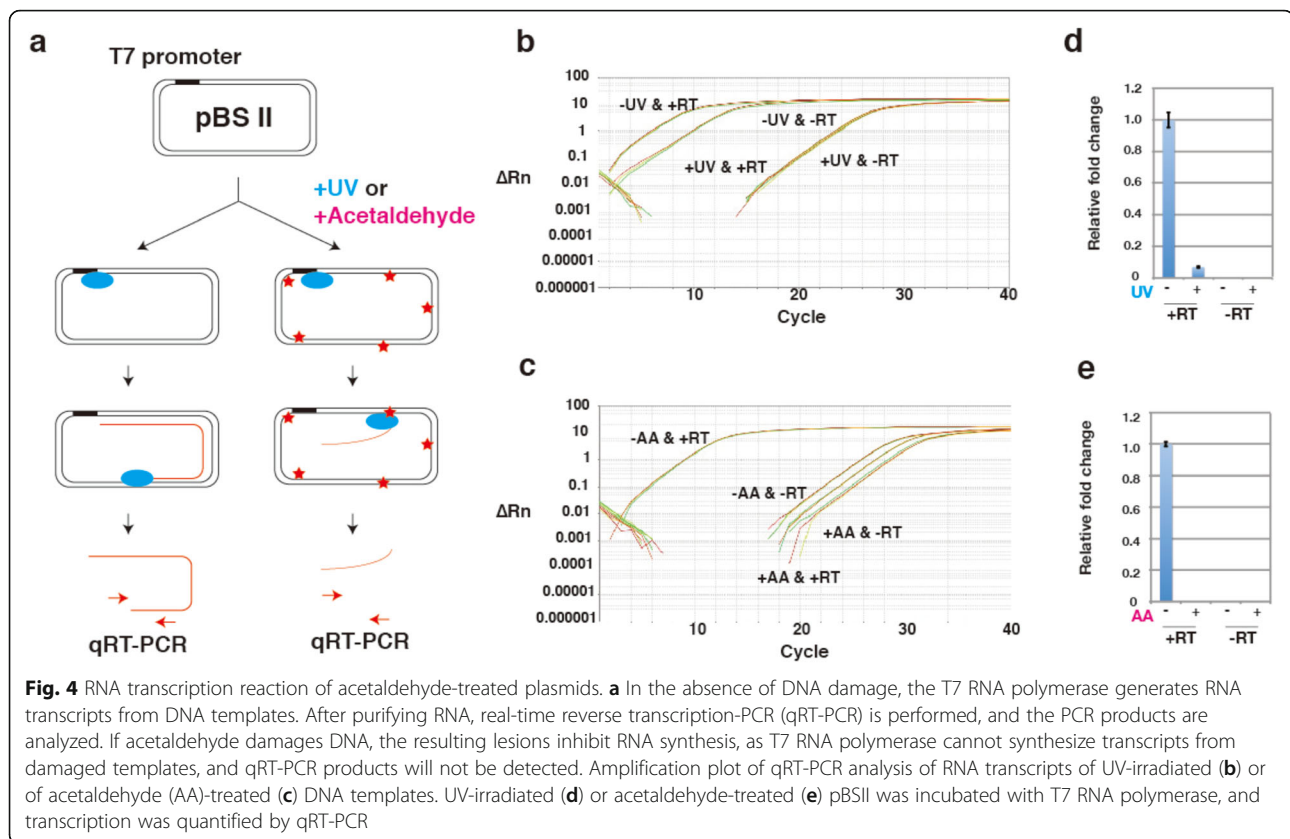 a
T7 promoter
pBS II
+UV or
+Acetaldehyde
qRT-PCR
qRT-PCR
b
100
10
1
0.1
0.01
0.001
0.0001
0.00001
0.000001
ΔRn
-UV & +RT
-UV & -RT
+UV & +RT
+UV & -RT
10
20
30
40
Cycle
c
100
10
1
0.1
0.01
0.001
0.0001
0.00001
0.000001
ΔRn
-AA & +RT
-AA & -RT
+AA & -RT
+AA & +RT
10
20
30
40
Cycle
d
Relative fold change
1.2
1.0
0.8
0.6
0.4
0.2
0
UV - + - +
+RT -RT
e
Relative fold change
1.2
1.0
0.8
0.6
0.4
0.2
0
AA - + - +
+RT -RT
Fig. 4 RNA transcription reaction of acetaldehyde-treated plasmids. a In the absence of DNA damage, the T7 RNA polymerase generates RNA
transcripts from DNA templates. After purifying RNA, real-time reverse transcription-PCR (qRT-PCR) is performed, and the PCR products are
analyzed. If acetaldehyde damages DNA, the resulting lesions inhibit RNA synthesis, as T7 RNA polymerase cannot synthesize transcripts from
damaged templates, and qRT-PCR products will not be detected. Amplification plot of qRT-PCR analysis of RNA transcripts of UV-irradiated (b) or
of acetaldehyde (AA)-treated (c) DNA templates. UV-irradiated (d) or acetaldehyde-treated (e) pBSII was incubated with T7 RNA polymerase, and
transcription was quantified by qRT-PCR